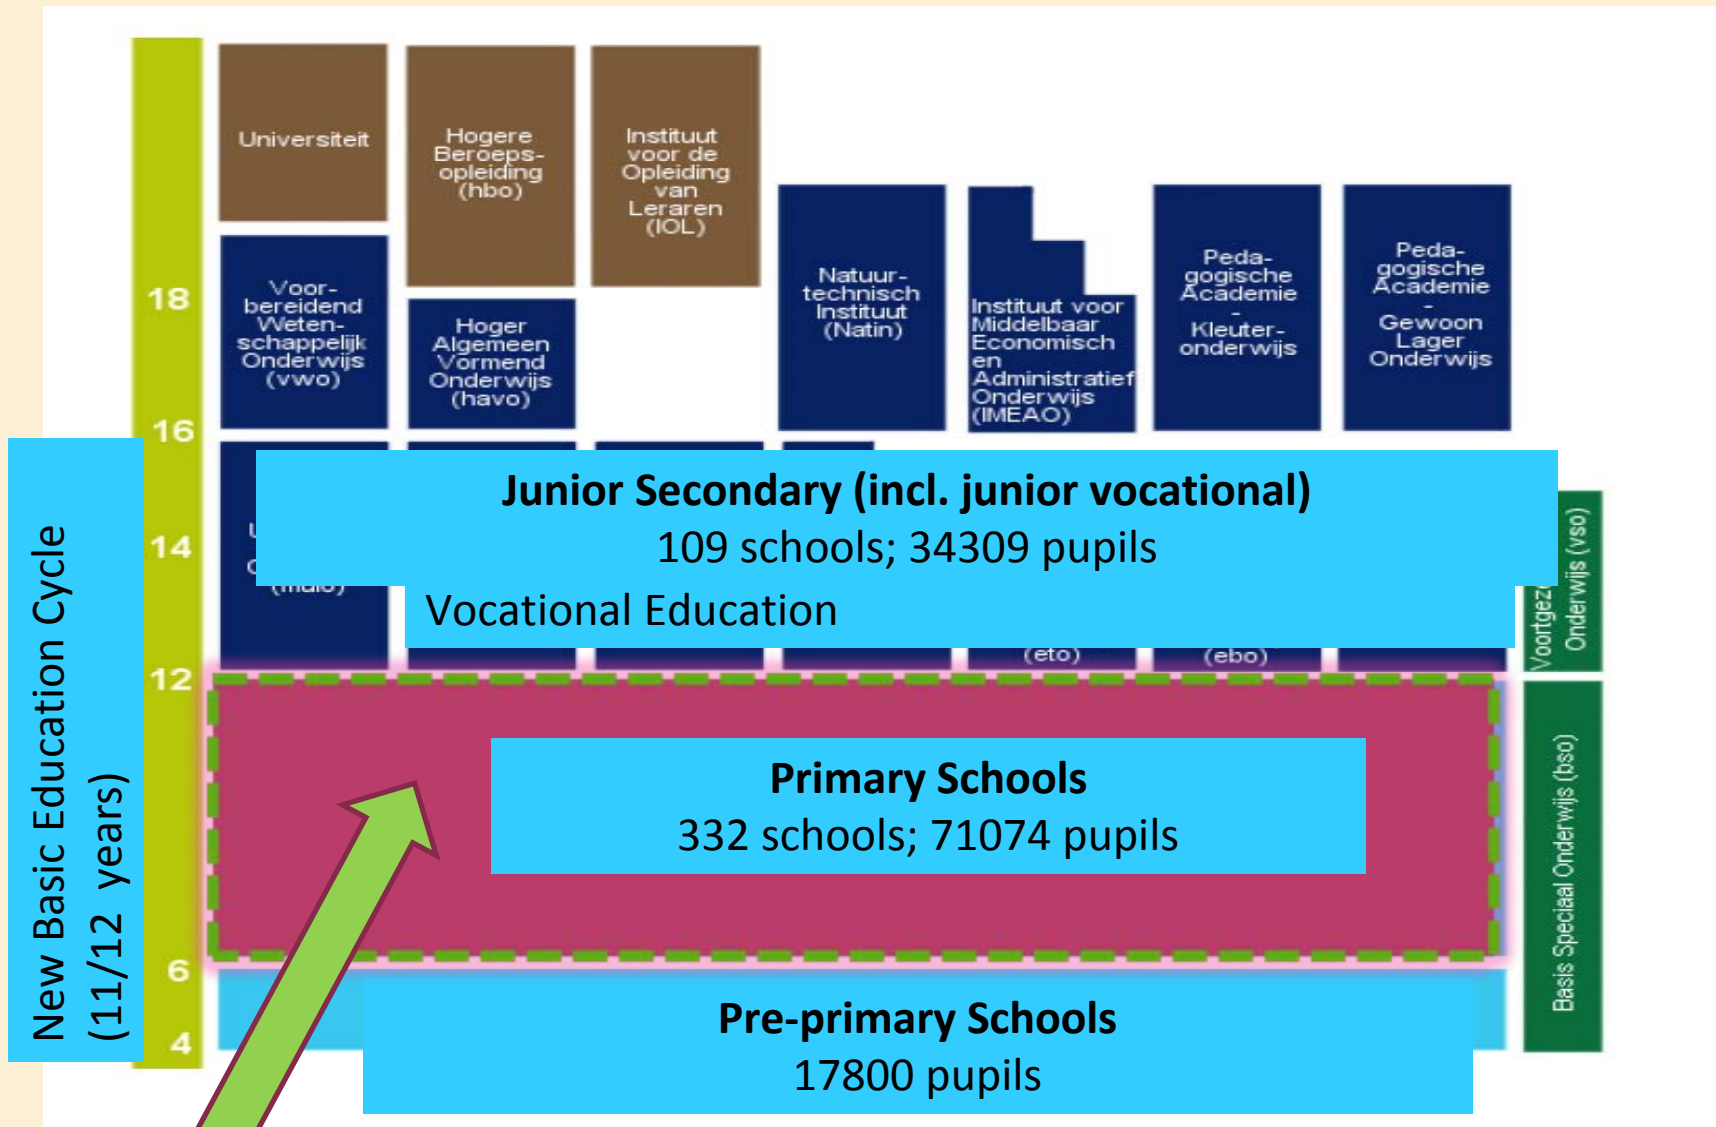 Universiteit
Hogere
Beroeps-
opleiding
(hbo)
Instituut
voor de
Opleiding
van
Leraren
(IOL)
18
Voor-
bereidend
Weten-
schappelijk
Onderwijs
(vwo)
Hoger
Algemeen
Vormend
Onderwijs
(havo)
Natuur-
technisch
Instituut
(Natin)
Instituut voor
Middelbaar
Economisch
en
Administratief
Onderwijs
(IMEAO)
Peda-
gogische
Academie
-
Kleuter-
onderwijs
Peda-
gogische
Academie
-
Gewoon
Lager
Onderwijs
16
New Basic Education Cycle
(11/12 years)
Junior Secondary (incl. junior vocational)
109 schools; 34309 pupils
14
(mulo)
Vocational Education
(eto)
(ebo)
Onderwijs (vso)
12
Primary Schools
332 schools; 71074 pupils
Basis Speciaal Onderwijs (bso)
6
Pre-primary Schools
17800 pupils
4